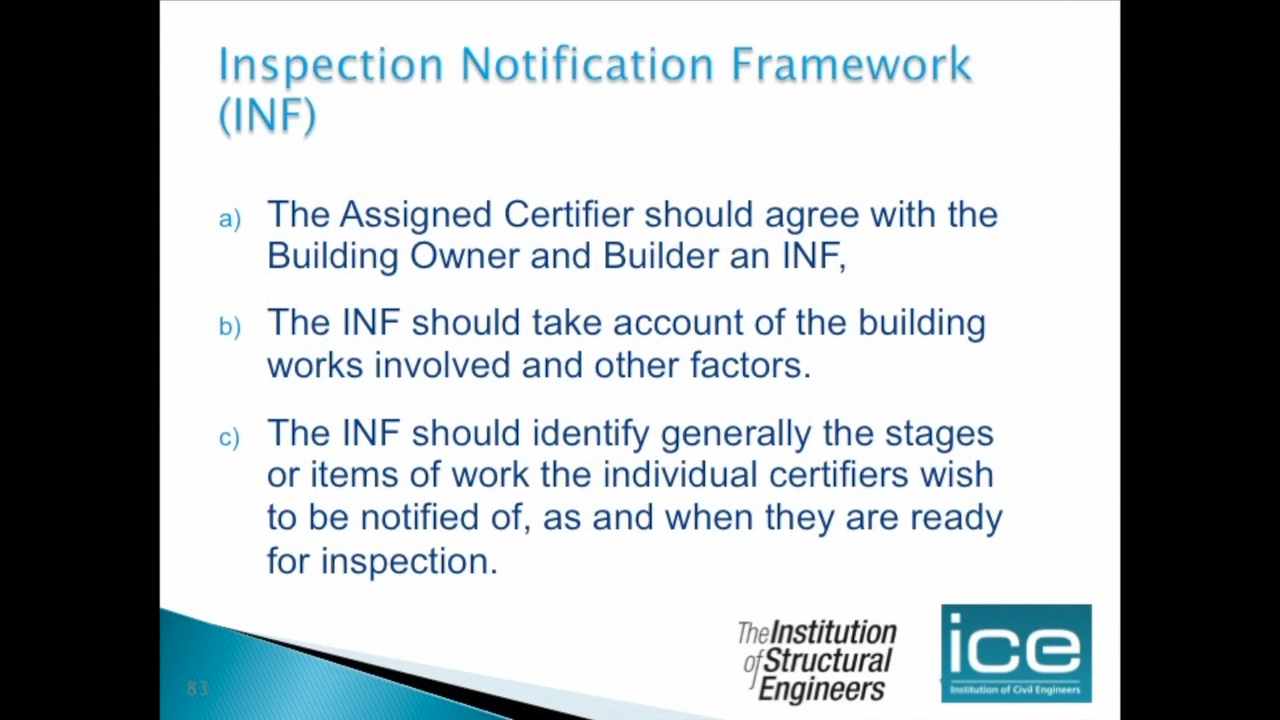 Inspection Notification Framework
(INF)
a) The Assigned Certifier should agree with the
Building Owner and Builder an INF,
b) The INF should take account of the building
works involved and other factors.
c) The INF should identify generally the stages
or items of work the individual certifiers wish
to be notified of, as and when they are ready
for inspection.
The Institution
of Structural
Engineers
ice
Institution of Civil Engineers
83